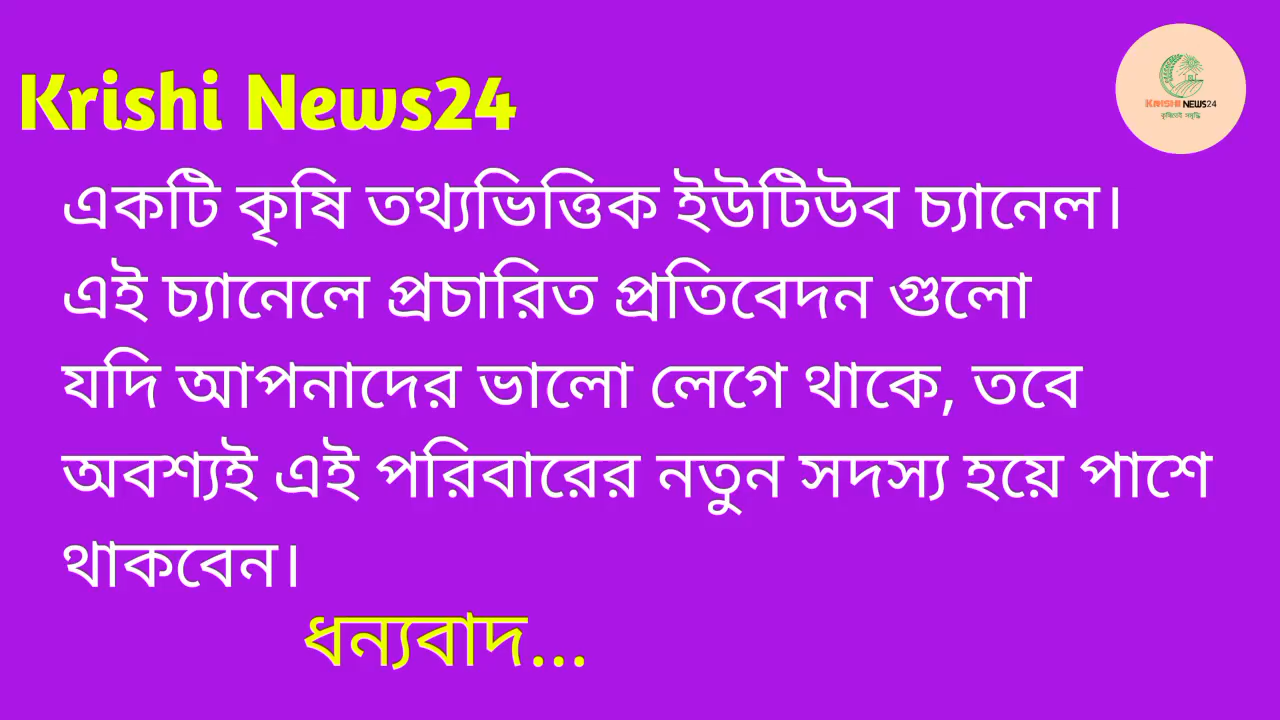 Krishi News24
KRISHI NEWS24
কৃষিতেই সমৃদ্ধি
একটি কৃষি তথ্যভিত্তিক ইউটিউব চ্যানেল।
এই চ্যানেলে প্রচারিত প্রতিবেদন গুলো
যদি আপনাদের ভালো লেগে থাকে, তবে
অবশ্যই এই পরিবারের নতুন সদস্য হয়ে পাশে
থাকবেন।
ধন্যবাদ...